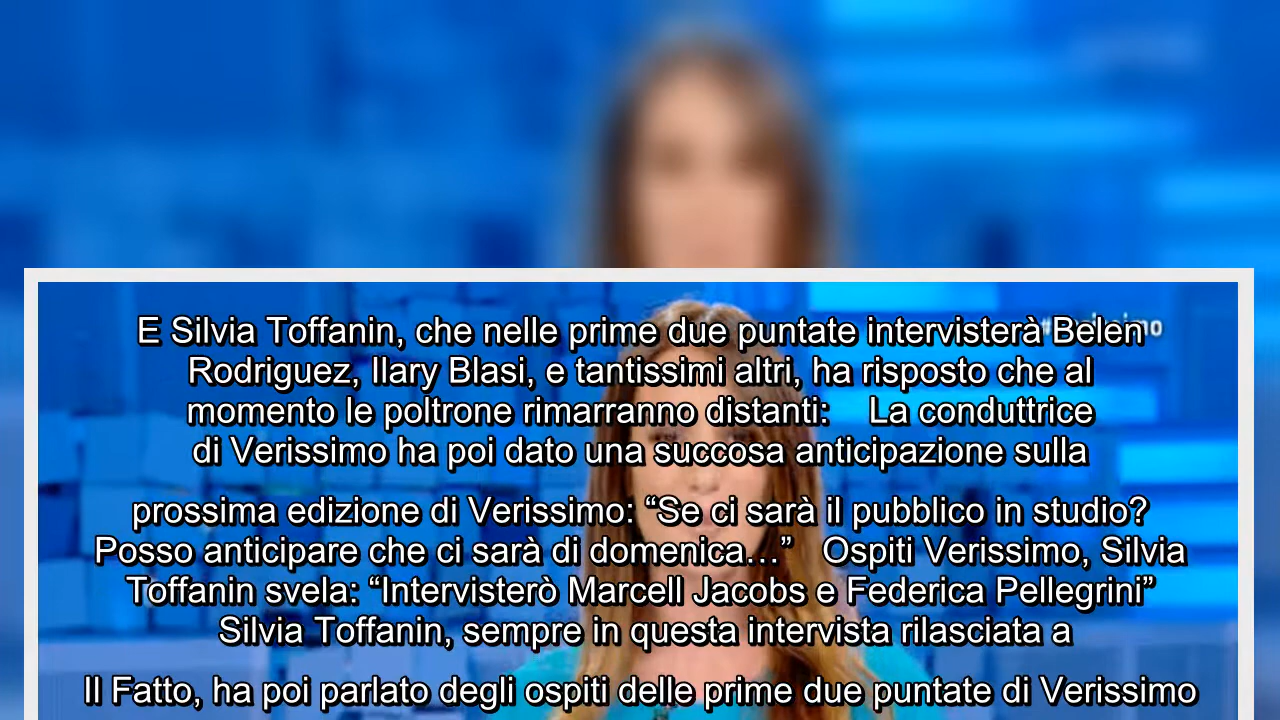 E Silvia Toffanin, che nelle prime due puntate intervisterà Belen
Rodriguez, Ilary Blasi, e tantissimi altri, ha risposto che al
momento le poltrone rimarranno distanti: La conduttrice
di Verissimo ha poi dato una succosa anticipazione sulla
prossima edizione di Verissimo: “Se ci sarà il pubblico in studio?
Posso anticipare che ci sarà di domenica…” Ospiti Verissimo, Silvia
Toffanin svela: “Intervisterò Marcell Jacobs e Federica Pellegrini”
Silvia Toffanin, sempre in questa intervista rilasciata a
Il Fatto, ha poi parlato degli ospiti delle prime due puntate di Verissimo